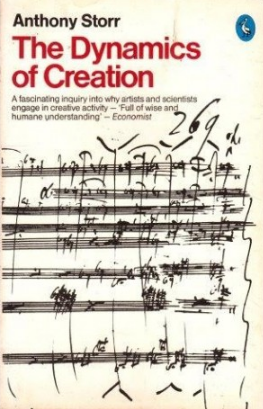 Anthony Storr
The Dynamics
of Creation
A fascinating inquiry into why artists and scientists
engage in creative activity – 'Full of wise and
humane understanding' – Economist
269